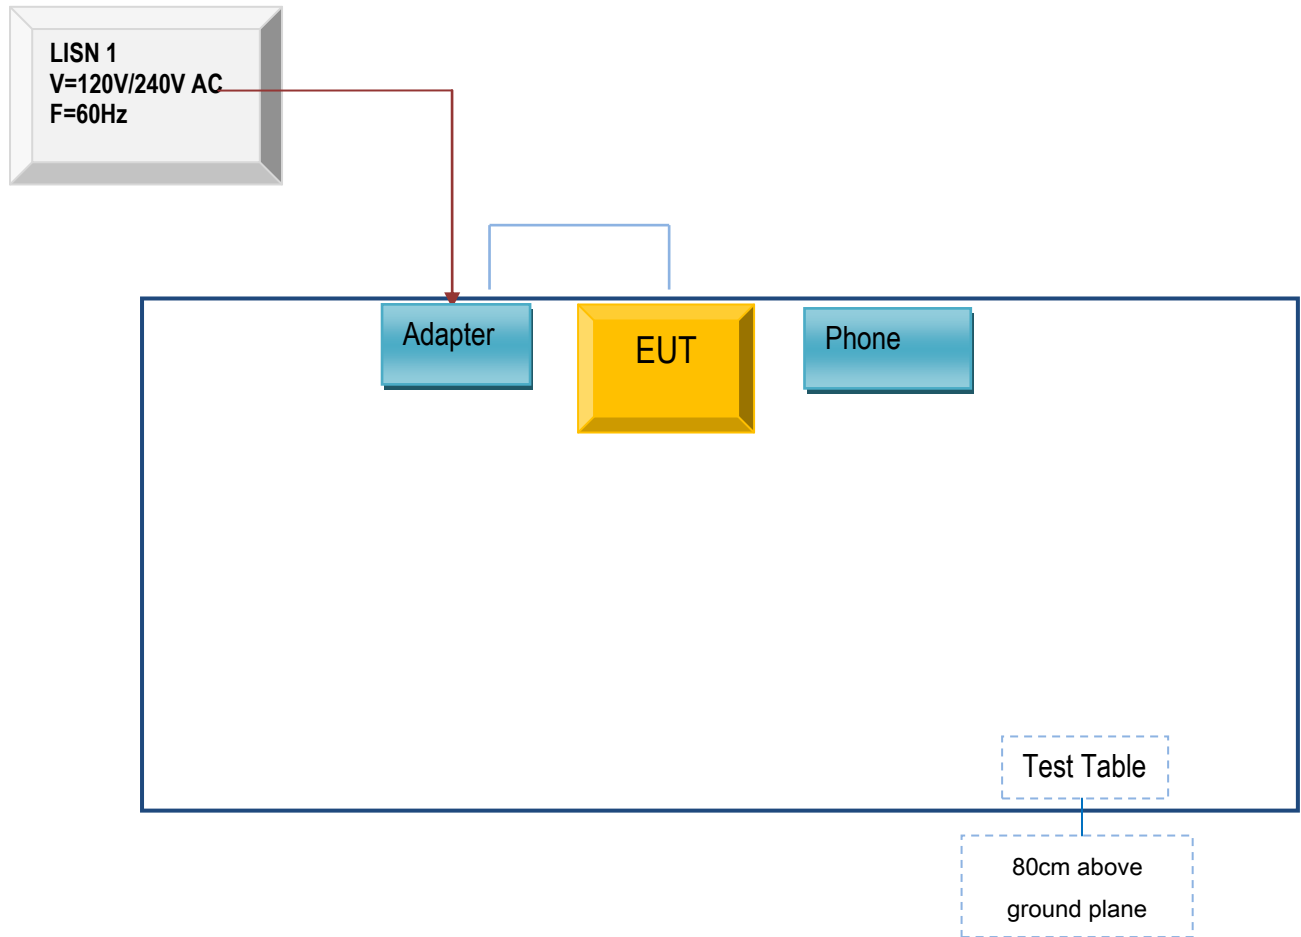 LISN 1
V=120V/240V AC
F=60Hz
Adapter
EUT
Phone
Test Table
80cm above
ground plane